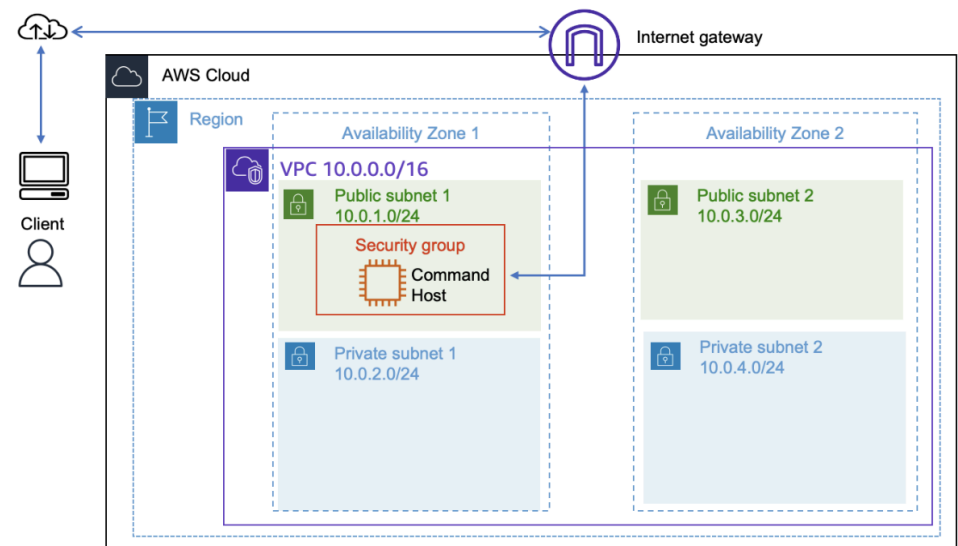 Internet gateway
AWS Cloud
Region
Availability Zone 1
Availability Zone 2
VPC 10.0.0.0/16
Public subnet 1
10.0.1.0/24
Public subnet 2
10.0.3.0/24
Client
Security group
Command
Host
Private subnet 1
10.0.2.0/24
Private subnet 2
10.0.4.0/24